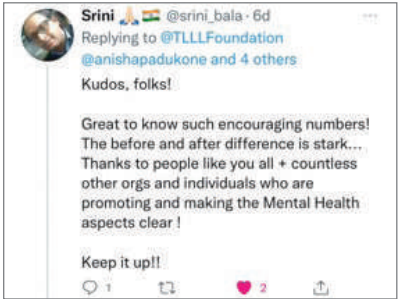 Srini 🙏🏻 🇮🇳 @srini_bala · 6d
Replying to @TLLLFoundation
@anishapadukone and 4 others
Kudos, folks!
Great to know such encouraging numbers!
The before and after difference is stark...
Thanks to people like you all + countless
other orgs and individuals who are
promoting and making the Mental Health
aspects clear !
Keep it up!!
1
2